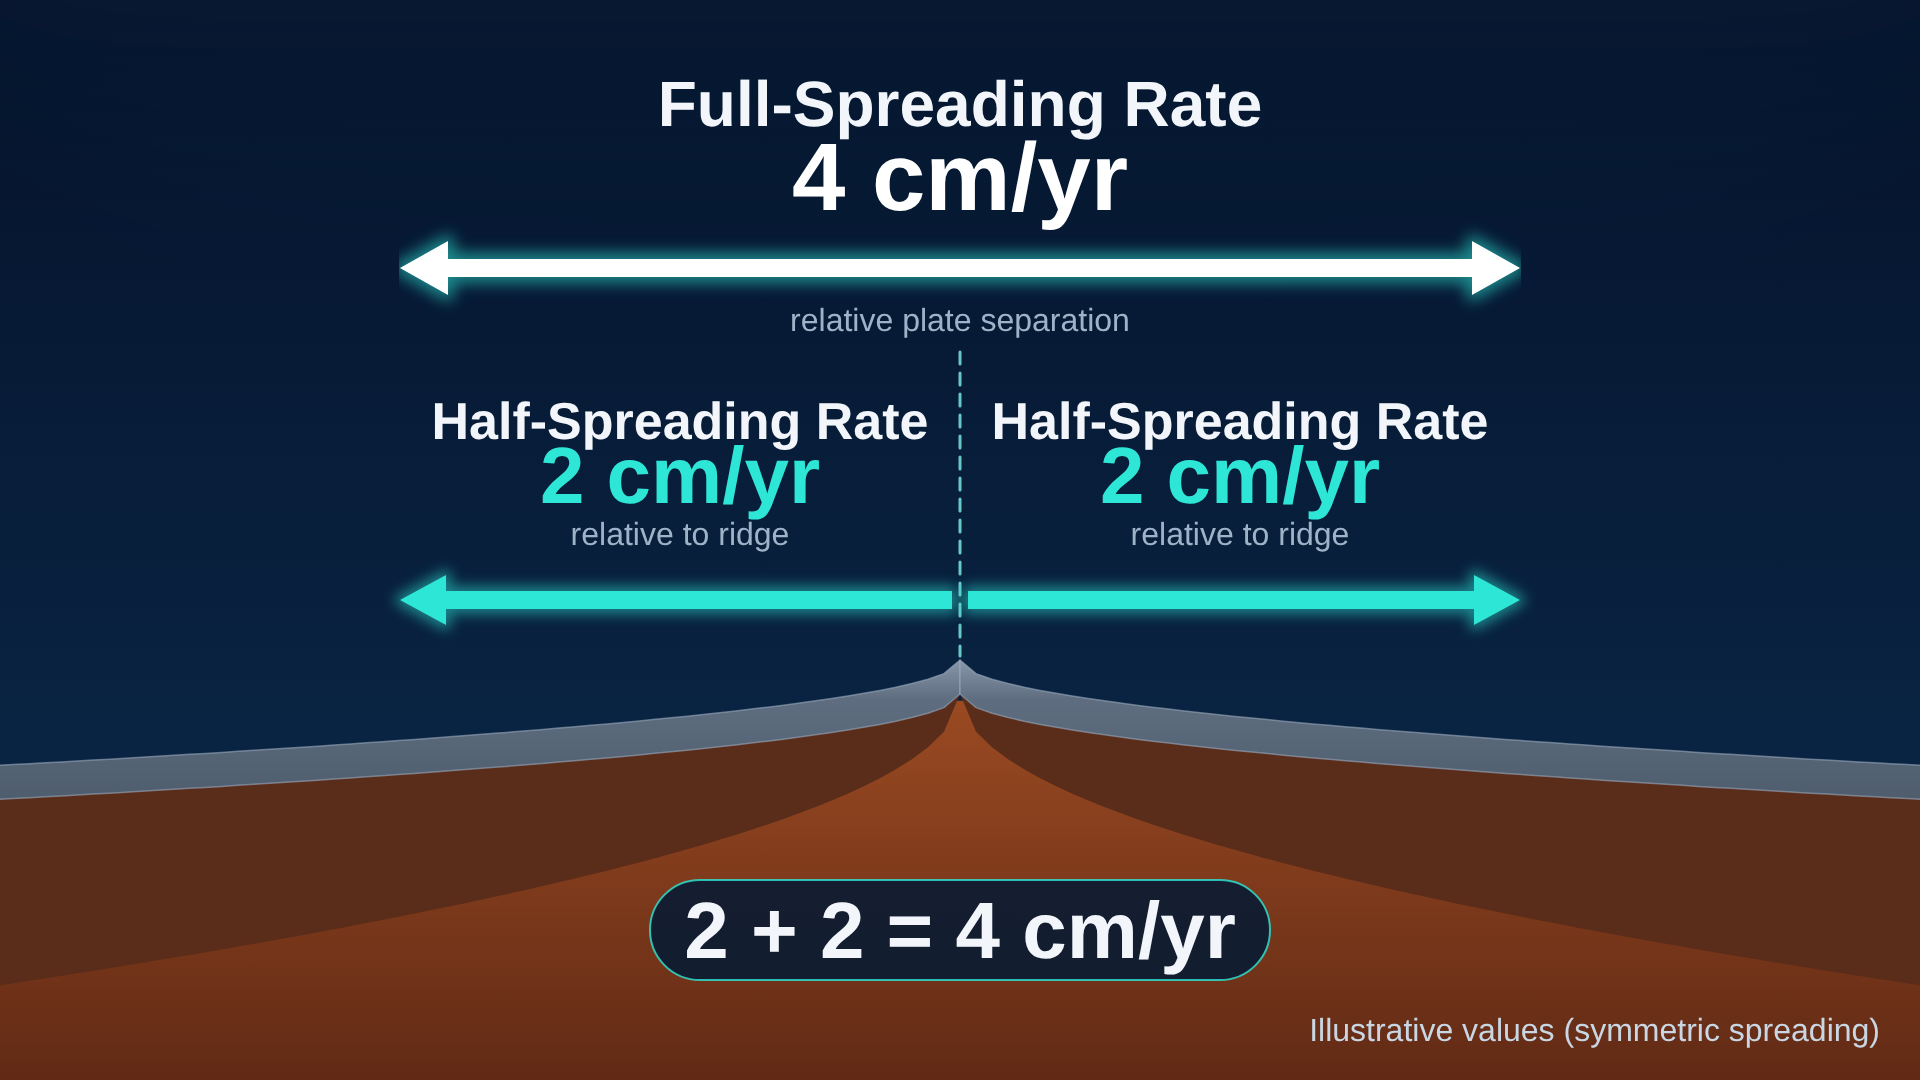 Full-Spreading Rate
4 cm/yr
relative plate separation
Half-Spreading Rate
2 cm/yr
relative to ridge
Half-Spreading Rate
2 cm/yr
relative to ridge
2 + 2 = 4 cm/yr
Illustrative values (symmetric spreading)